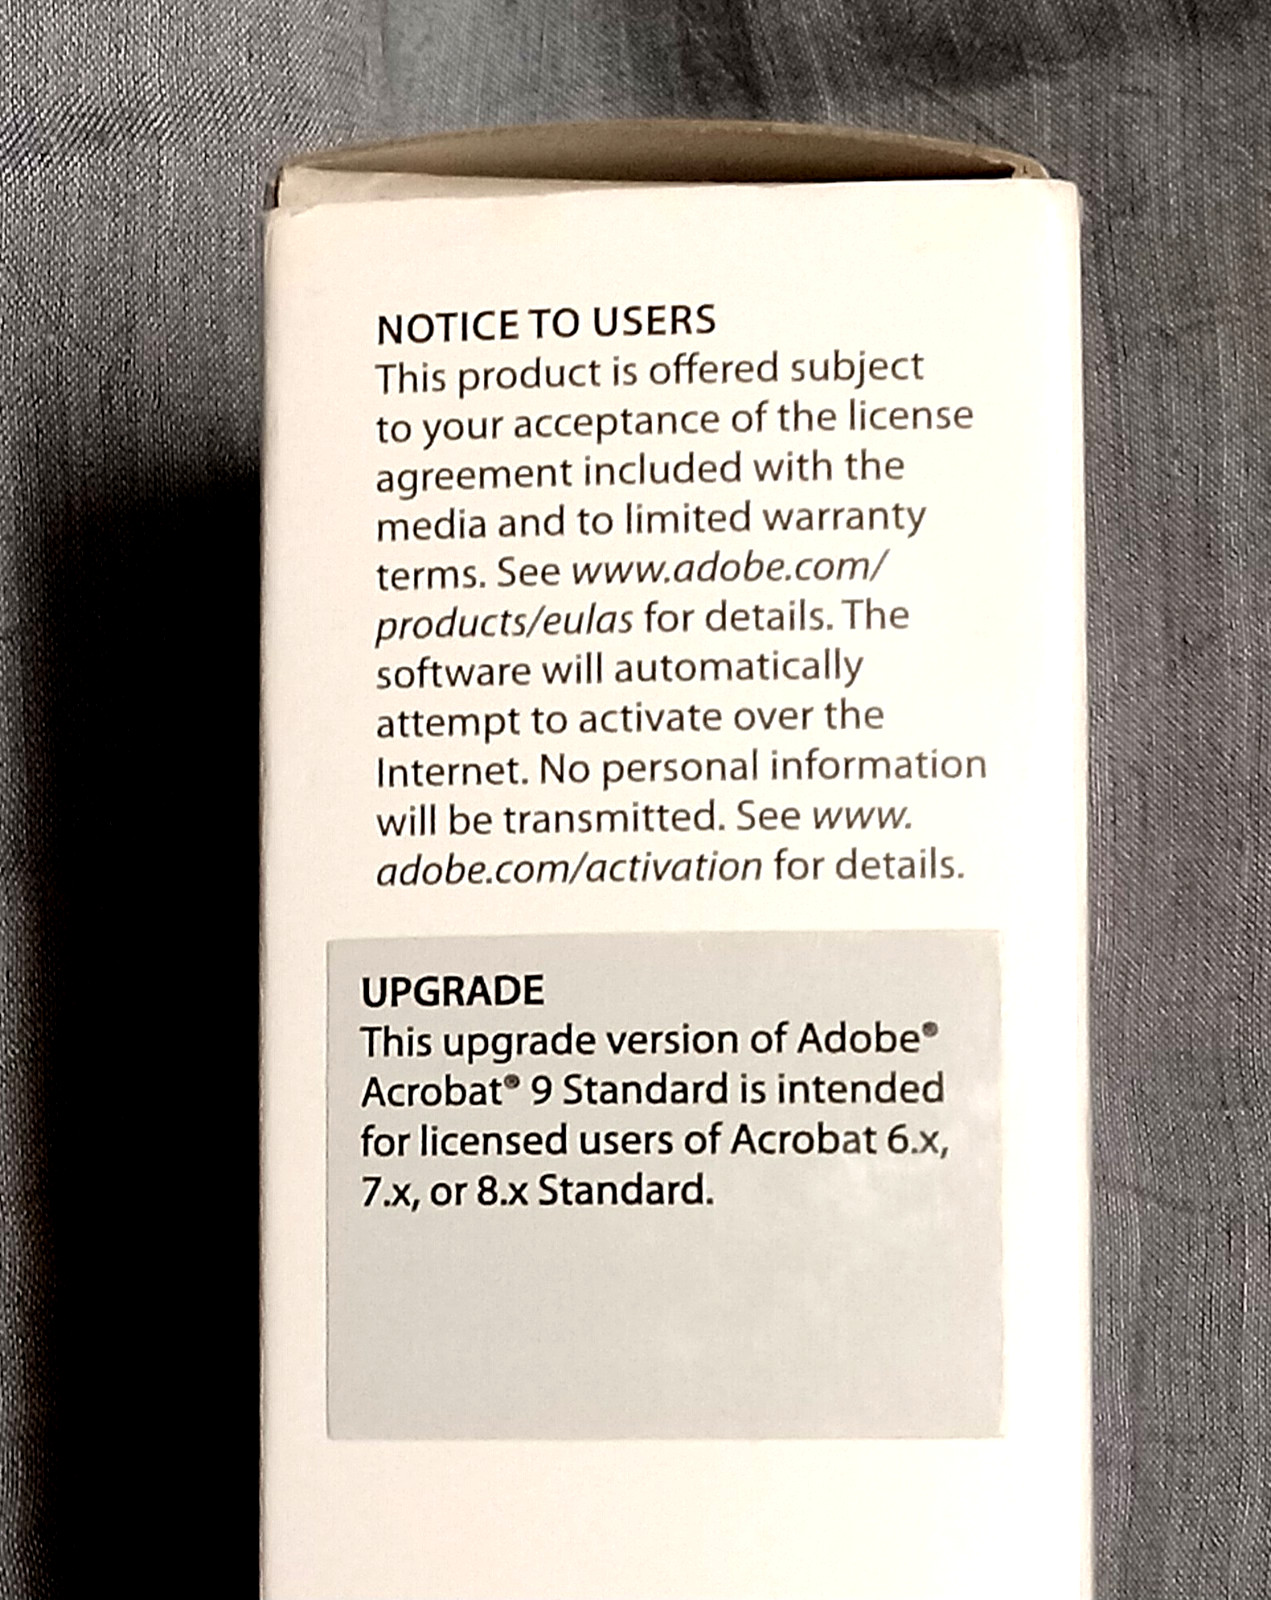 NOTICE TO USERS
This product is offered subject
to your acceptance of the license
agreement included with the
media and to limited warranty
terms. See www.adobe.com/
products/eulas for details. The
software will automatically
attempt to activate over the
Internet. No personal information
will be transmitted. See www.
adobe.com/activation for details.
UPGRADE
This upgrade version of Adobe®
Acrobat® 9 Standard is intended
for licensed users of Acrobat 6.x,
7.x, or 8.x Standard.